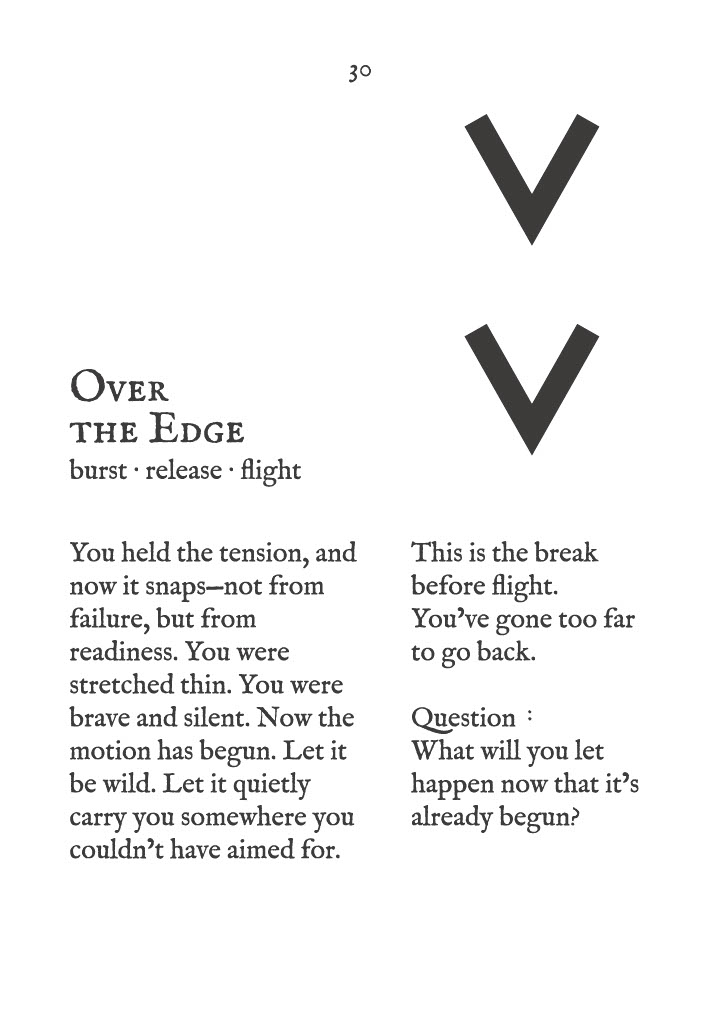 30
Over
the Edge
burst · release · flight
You held the tension, and
now it snaps—not from
failure, but from
readiness. You were
stretched thin. You were
brave and silent. Now the
motion has begun. Let it
be wild. Let it quietly
carry you somewhere you
couldn't have aimed for.
This is the break
before flight.
You've gone too far
to go back.
Question :
What will you let
happen now that it's
already begun?